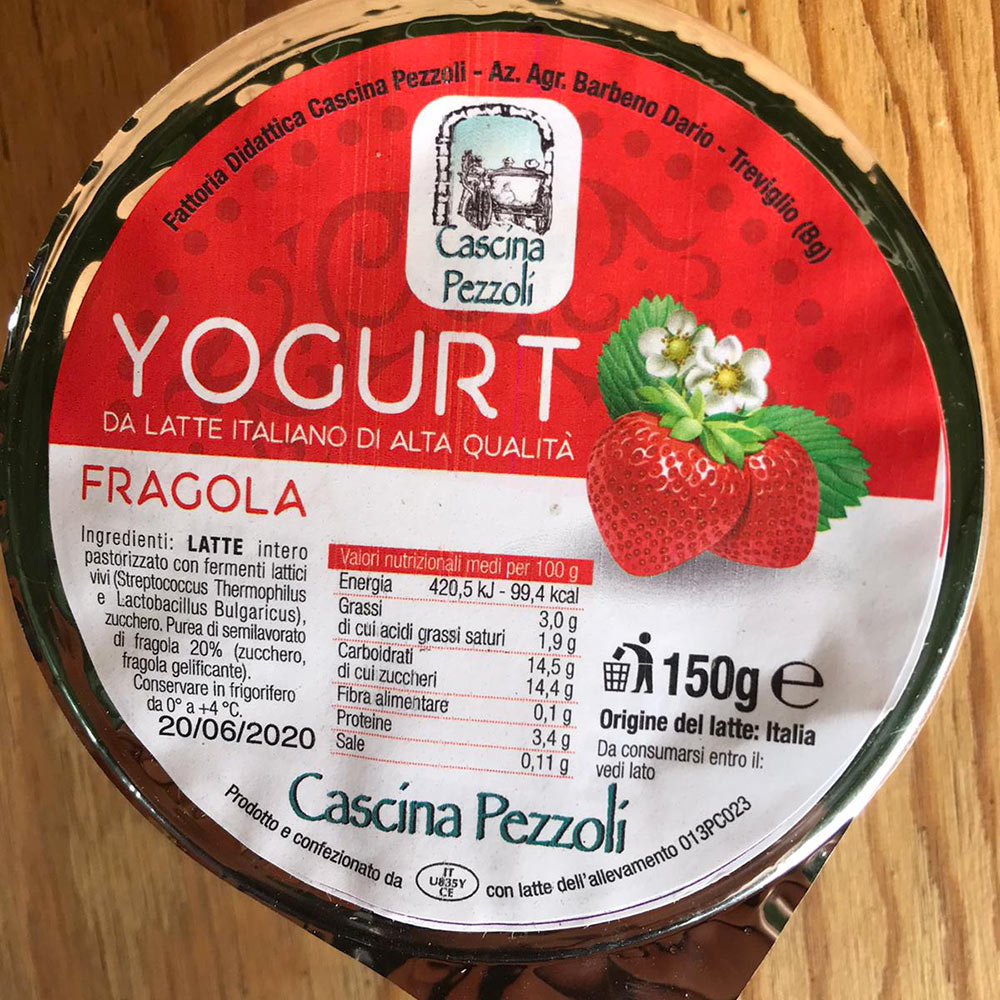 Fattoria Didattica Cascina Pezzoli - Az. Agr. Barbeno Dario - Treviglio (Bg)
Cascina
Pezzoli
YOGURT
DA LATTE ITALIANO DI ALTA QUALITÀ
FRAGOLA
Ingredienti: LATTE intero
pastorizzato con fermenti lattici
vivi (Streptococcus Thermophilus
e Lactobacillus Bulgaricus),
zucchero. Purea di semilavorato
di fragola 20% (zucchero,
fragola gelificante).
Conservare in frigorifero
da 0° a +4 °C.
20/06/2020
Valori nutrizionali medi per 100 g
Energia 420,5 kJ - 99,4 kcal
Grassi 3,0 g
di cui acidi grassi saturi 1,9 g
Carboidrati 14,5 g
di cui zuccheri 14,4 g
Fibra alimentare 0,1 g
Proteine 3,4 g
Sale 0,11 g
150g e
Origine del latte: Italia
Da consumarsi entro il:
vedi lato
Cascina Pezzoli
Prodotto e confezionato da IT U835Y CE con latte dell'allevamento 013PC023